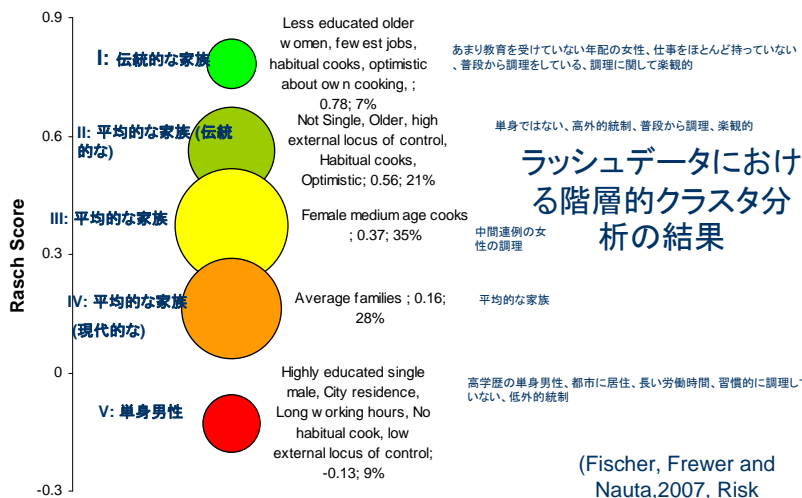 0.9
0.6
0.3
0
-0.3
Rasch Score
I: 伝統的な家族
Less educated older
women, fewest jobs,
habitual cooks, optimistic
about own cooking, ;
0.78; 7%
あまり教育を受けていない年配の女性、仕事をほとんど持っていない
、普段から調理をしている、調理に関して楽観的
II: 平均的な家族 (伝統
的な)
Not Single, Older, high
external locus of control,
Habitual cooks,
Optimistic; 0.56; 21%
単身ではない、高外的統制、普段から調理、楽観的
ラッシュデータにおけ
る階層的クラスタ分
析の結果
III: 平均的な家族
Female medium age cooks
; 0.37; 35%
中間連例の女
性の調理
IV: 平均的な家族
(現代的な)
Average families ; 0.16;
28%
平均的な家族
V: 単身男性
Highly educated single
male, City residence,
Long working hours, No
habitual cook, low
external locus of control;
-0.13; 9%
高学歴の単身男性、都市に居住、長い労働時間、習慣的に調理して
いない、低外的統制
(Fischer, Frewer and
Nauta,2007, Risk